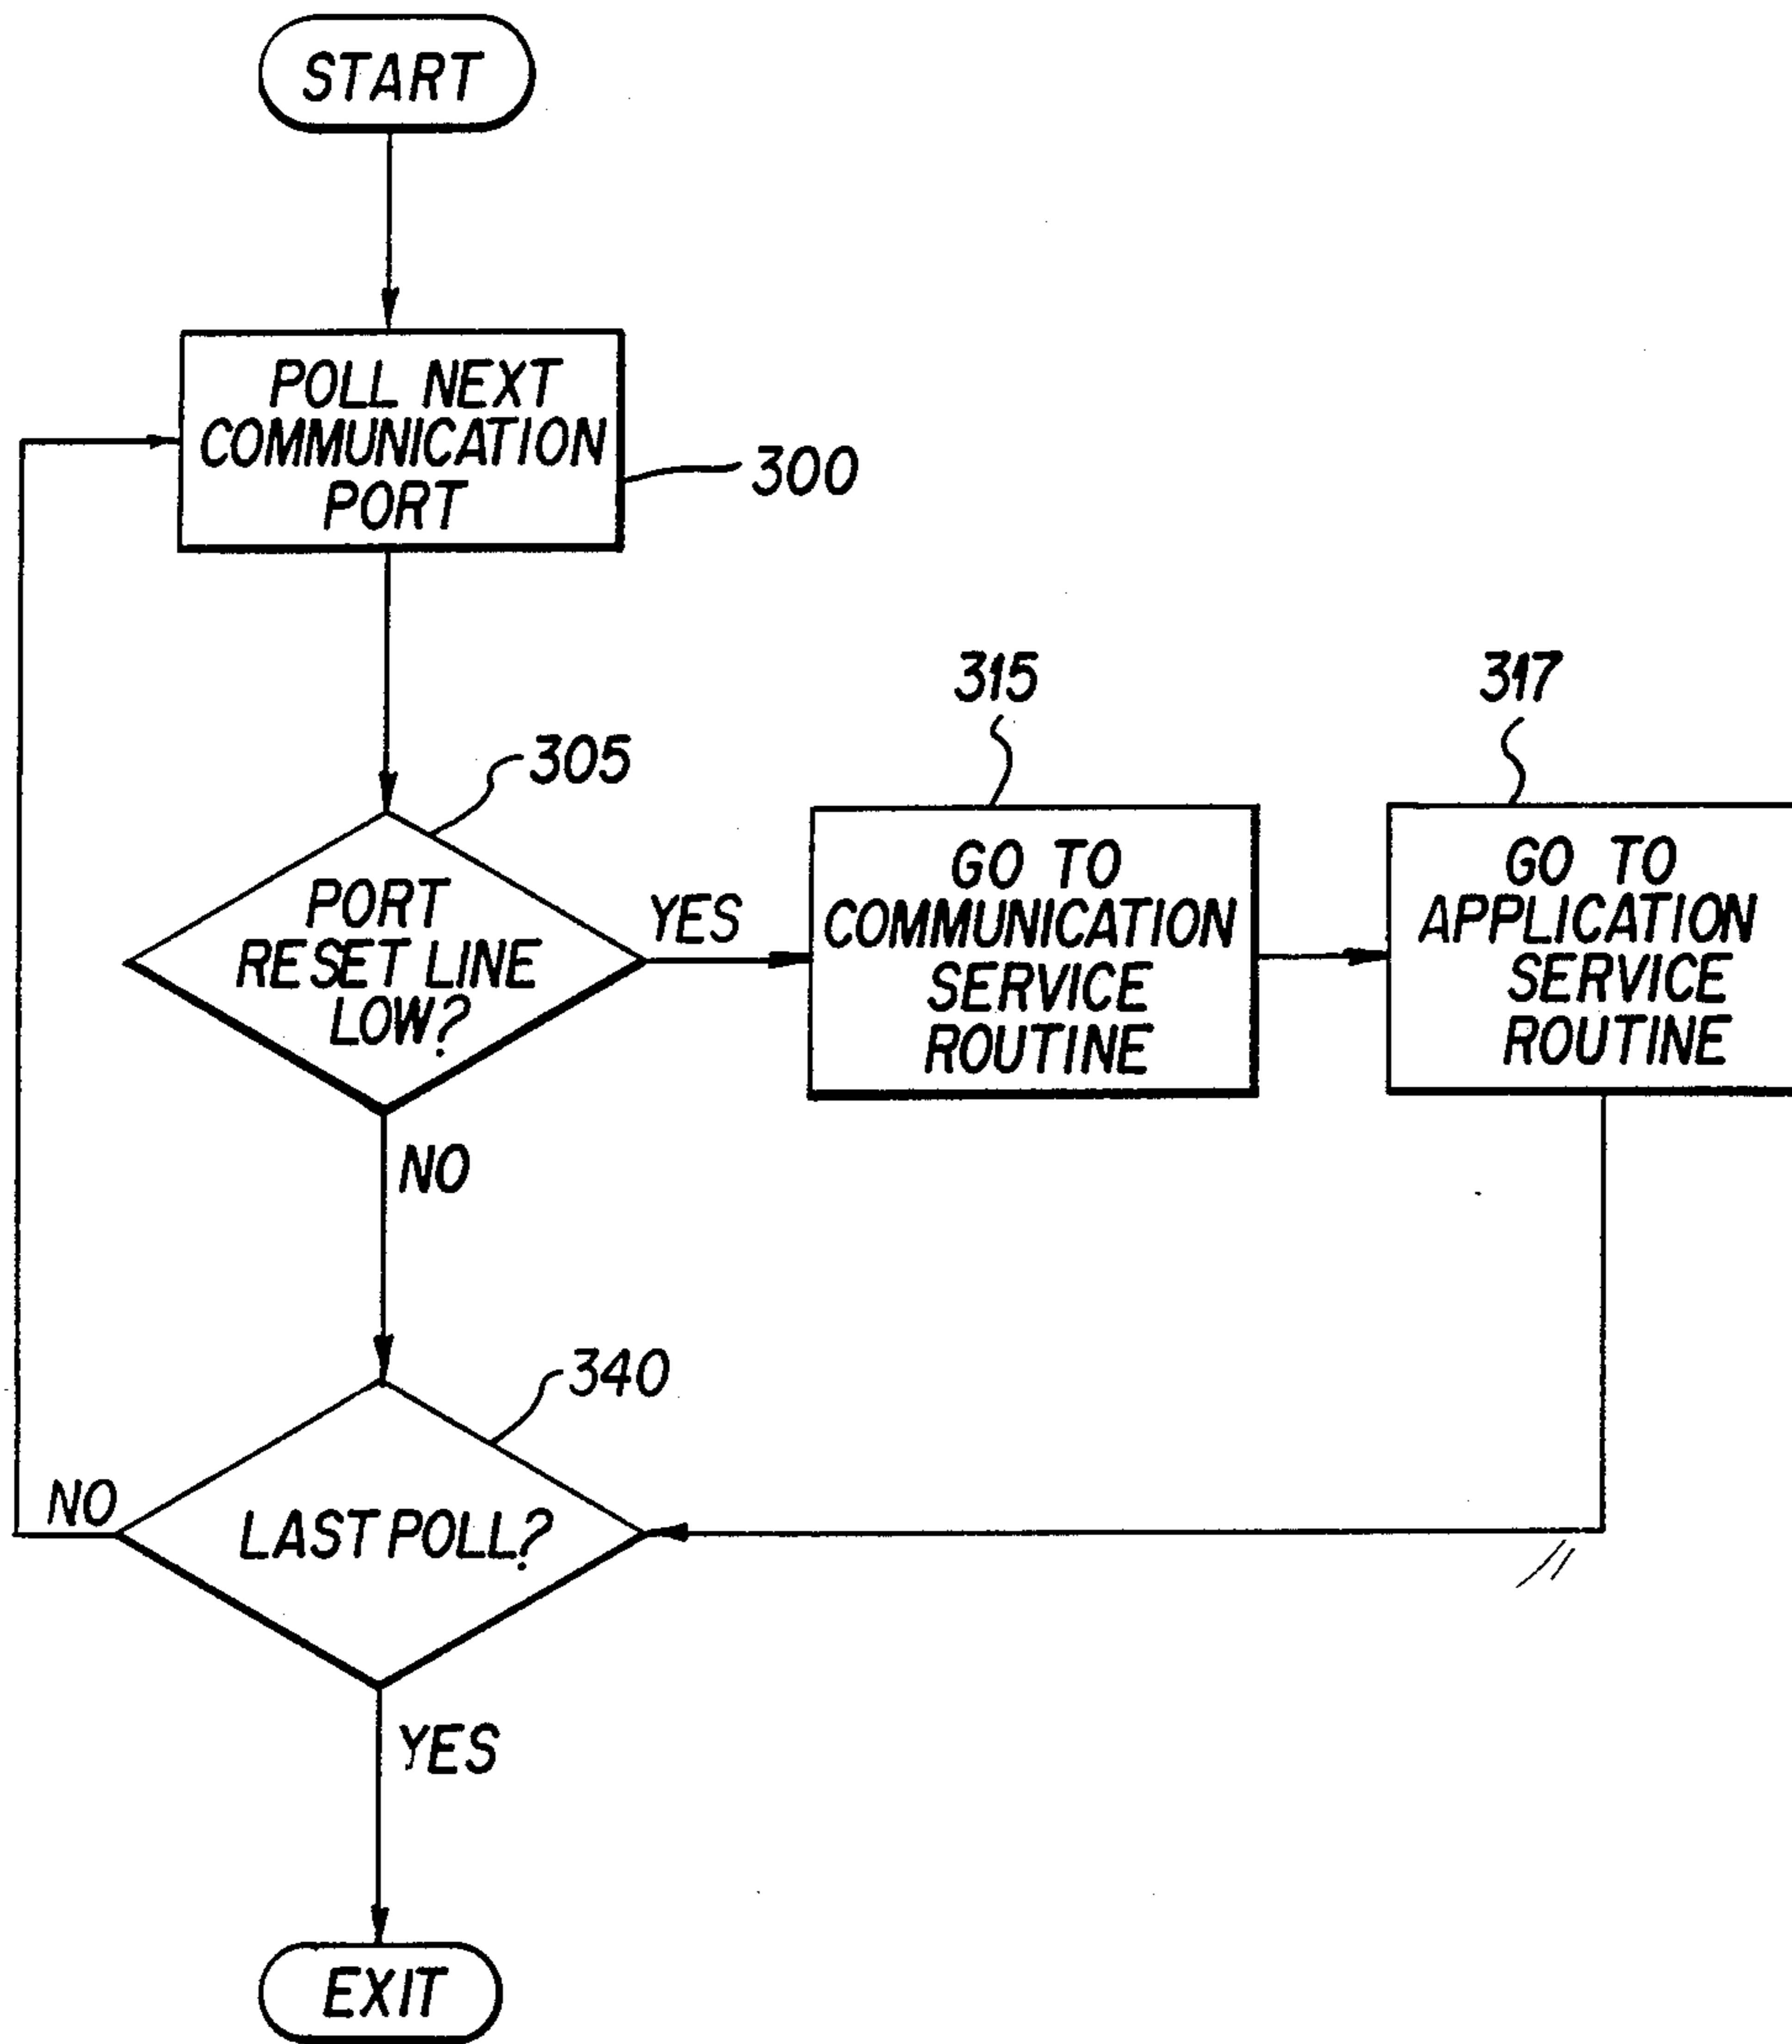 START
POLL NEXT
COMMUNICATION
PORT
300
305
PORT
RESET LINE
LOW?
YES
315
GO TO
COMMUNICATION
SERVICE
ROUTINE
317
GO TO
APPLICATION
SERVICE
ROUTINE
NO
340
LAST POLL?
NO
YES
EXIT